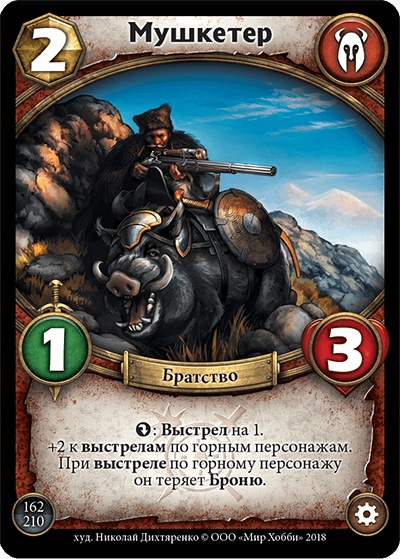 2
Мушкетер
1
3
Братство
: Выстрел на 1.
+2 к выстрелам по горным персонажам.
При выстреле по горному персонажу
он теряет Броню.
162
210
худ. Николай Дихтяренко © ООО «Мир Хобби» 2018